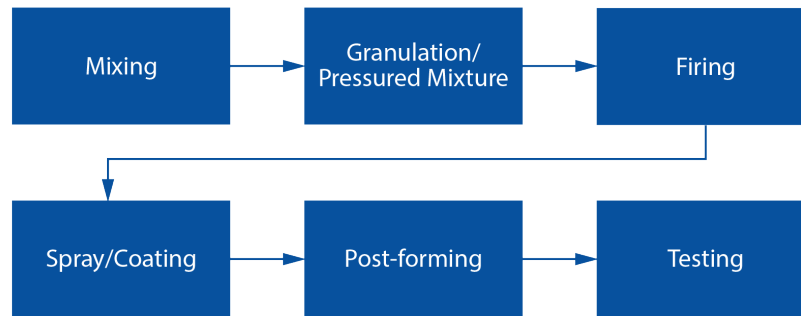 Mixing
Granulation/
Pressured Mixture
Firing
Spray/Coating
Post-forming
Testing